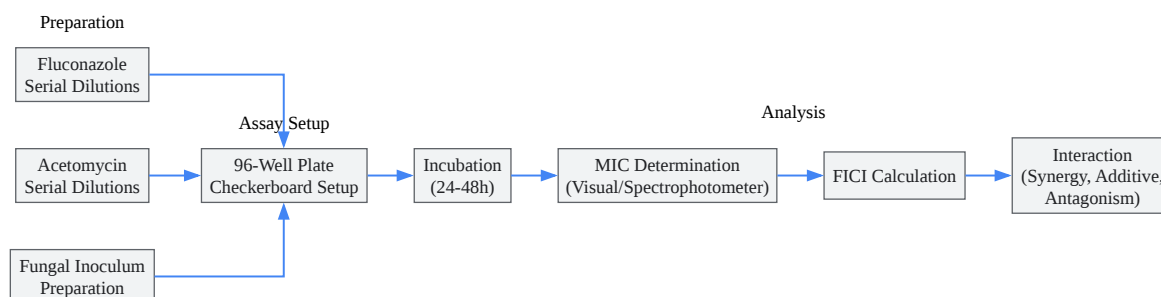 Preparation
Fluconazole
Serial Dilutions
Assay Setup
Analysis
Acetomycin
Serial Dilutions
96-Well Plate
Checkerboard Setup
Incubation
(24-48h)
MIC Determination
(Visual/Spectrophotometer)
FICI Calculation
Interaction
(Synergy, Additive,
Antagonism)
Fungal Inoculum
Preparation